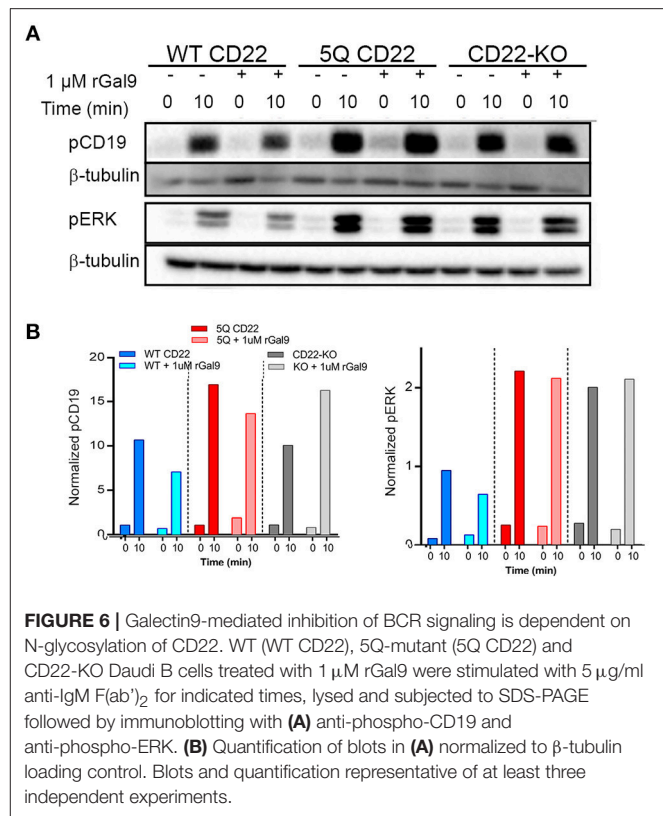 A
WT CD22 5Q CD22 CD22-KO
1 µM rGal9 - - + + - - + + - - + +
Time (min) 0 10 0 10 0 10 0 10 0 10 0 10
pCD19
β-tubulin
pERK
β-tubulin
B
5Q CD22
5Q + 1uM rGal9
WT CD22
WT + 1uM rGal9
CD22-KO
KO + 1uM rGal9
Normalized pCD19
20
15
10
5
0
0 10 0 10 0 10 0 10 0 10 0 10
Time (min)
Normalized pERK
2
1
0
0 10 0 10 0 10 0 10 0 10 0 10
Time (min)
FIGURE 6 | Galectin9-mediated inhibition of BCR signaling is dependent on
N-glycosylation of CD22. WT (WT CD22), 5Q-mutant (5Q CD22) and
CD22-KO Daudi B cells treated with 1 µM rGal9 were stimulated with 5 µg/ml
anti-IgM F(ab')₂ for indicated times, lysed and subjected to SDS-PAGE
followed by immunoblotting with (A) anti-phospho-CD19 and
anti-phospho-ERK. (B) Quantification of blots in (A) normalized to β-tubulin
loading control. Blots and quantification representative of at least three
independent experiments.